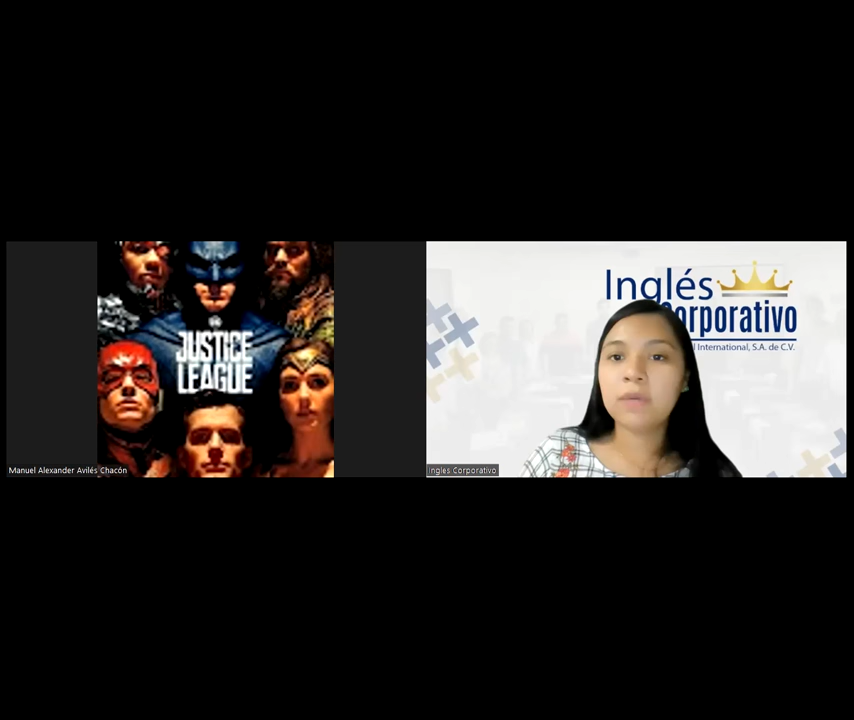 JUSTICE
LEAGUE
Manuel Alexander Avilés Chacón
Inglés
Corporativo
International, S.A. de C.V.
Ingles Corporativo